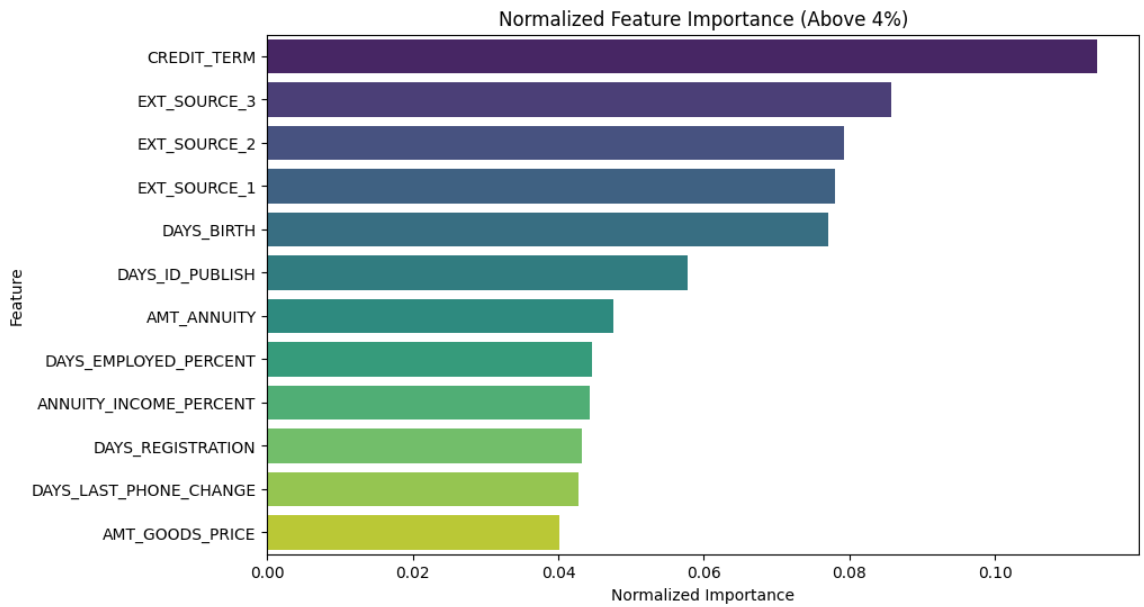 Normalized Feature Importance (Above 4%)
CREDIT_TERM
EXT_SOURCE_3
EXT_SOURCE_2
EXT_SOURCE_1
DAYS_BIRTH
DAYS_ID_PUBLISH
AMT_ANNUITY
DAYS_EMPLOYED_PERCENT
ANNUITY_INCOME_PERCENT
DAYS_REGISTRATION
DAYS_LAST_PHONE_CHANGE
AMT_GOODS_PRICE
Feature
0.00 0.02 0.04 0.06 0.08 0.10
Normalized Importance